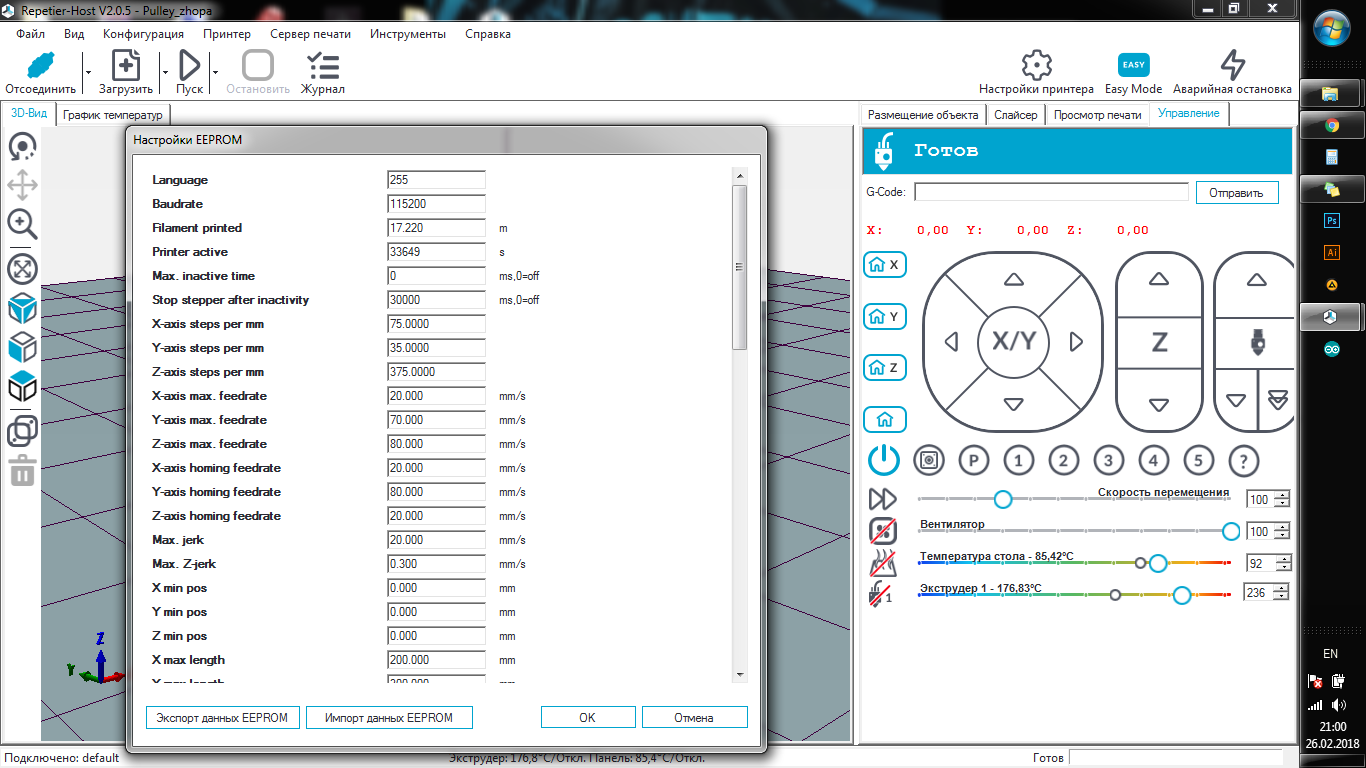 Repetier-Host V2.0.5 - Pulley_zhopa
Файл Вид Конфигурация Принтер Сервер печати Инструменты Справка
Отсоединить Загрузить Пуск Остановить Журнал
EASY
Настройки принтера Easy Mode Аварийная остановка
3D-Вид График температур
Размещение объекта Слайсер Просмотр печати Управление
Настройки EEPROM
Language 255
Baudrate 115200
Filament printed 17.220 m
Printer active 33649 s
Max. inactive time 0 ms,0=off
Stop stepper after inactivity 30000 ms,0=off
X-axis steps per mm 75.0000
Y-axis steps per mm 35.0000
Z-axis steps per mm 375.0000
X-axis max. feedrate 20.000 mm/s
Y-axis max. feedrate 70.000 mm/s
Z-axis max. feedrate 80.000 mm/s
X-axis homing feedrate 20.000 mm/s
Y-axis homing feedrate 80.000 mm/s
Z-axis homing feedrate 20.000 mm/s
Max. jerk 20.000 mm/s
Max. Z-jerk 0.300 mm/s
X min pos 0.000 mm
Y min pos 0.000 mm
Z min pos 0.000 mm
X max length 200.000 mm
Экспорт данных EEPROM Импорт данных EEPROM OK Отмена
Z
Y
Готов
G-Code: Отправить
X: 0,00 Y: 0,00 Z: 0,00
X
Y
Z
X/Y
Z
P 1 2 3 4 5 ?
Скорость перемещения 100
Вентилятор 100
Температура стола - 85,42°C 92
1 Экструдер 1 - 176,83°C 236
Подключено: default Экструдер: 176,8°C/Откл. Панель: 85,4°C/Откл. Готов
Ps
Ai
EN
21:00
26.02.2018